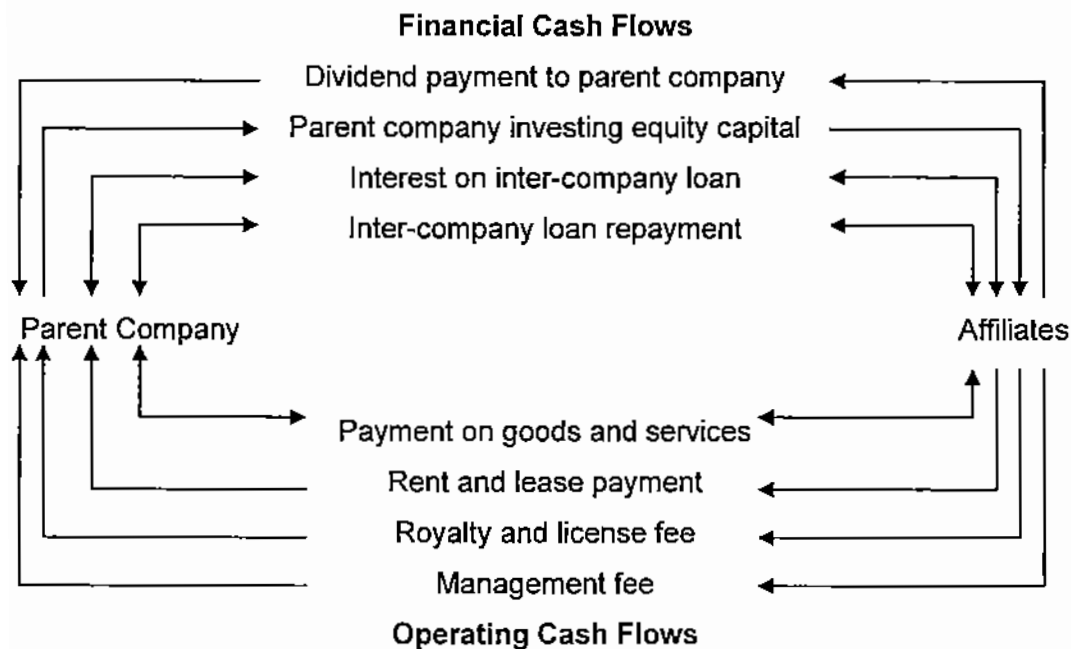 Financial Cash Flows
Dividend payment to parent company
Parent company investing equity capital
Interest on inter-company loan
Inter-company loan repayment
Parent Company
Affiliates
Payment on goods and services
Rent and lease payment
Royalty and license fee
Management fee
Operating Cash Flows